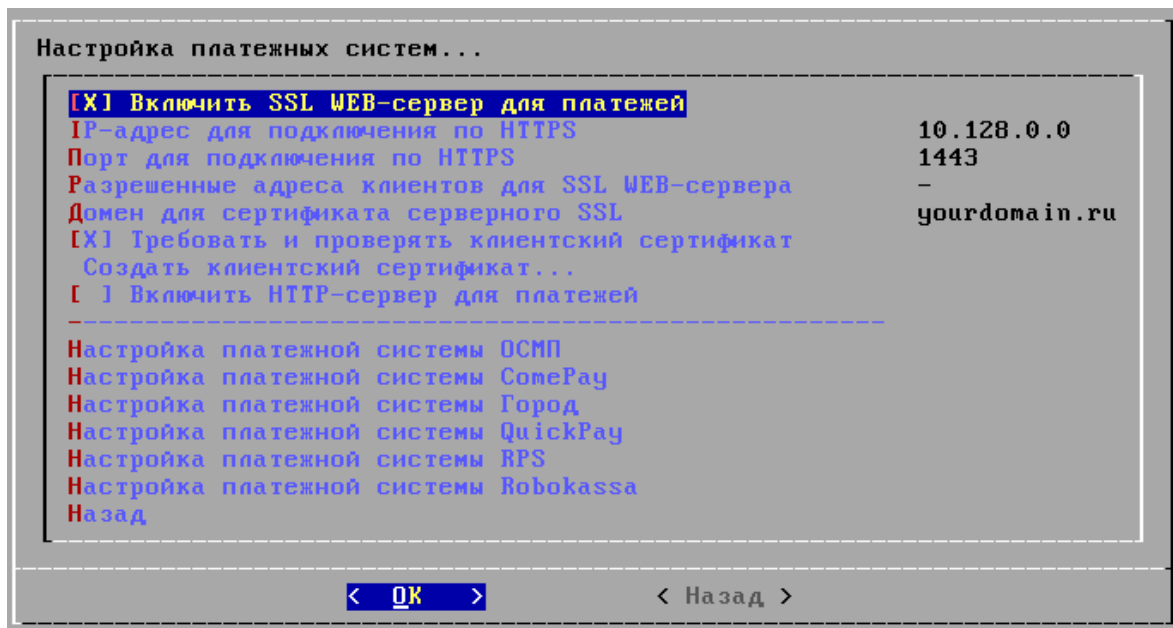 Настройка платежных систем...
[X] Включить SSL WEB-сервер для платежей
IP-адрес для подключения по HTTPS 10.128.0.0
Порт для подключения по HTTPS 1443
Разрешенные адреса клиентов для SSL WEB-сервера -
Домен для сертификата серверного SSL yourdomain.ru
[X] Требовать и проверять клиентский сертификат
Создать клиентский сертификат...
[ ] Включить HTTP-сервер для платежей
Настройка платежной системы ОСМП
Настройка платежной системы ComePay
Настройка платежной системы Город
Настройка платежной системы QuickPay
Настройка платежной системы RPS
Настройка платежной системы Robokassa
Назад
< OK > < Назад >